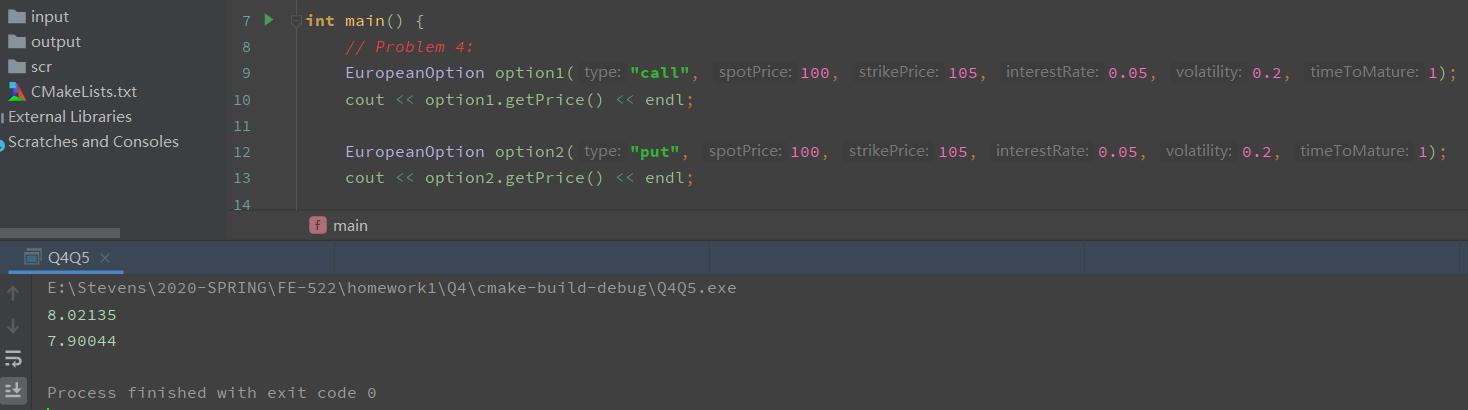 input
output
scr
CMakeLists.txt
External Libraries
Scratches and Consoles
7 int main() {
8 // Problem 4:
9 EuropeanOption option1( type: "call", spotPrice: 100, strikePrice: 105, interestRate: 0.05, volatility: 0.2, timeToMature: 1);
10 cout << option1.getPrice() << endl;
11
12 EuropeanOption option2( type: "put", spotPrice: 100, strikePrice: 105, interestRate: 0.05, volatility: 0.2, timeToMature: 1);
13 cout << option2.getPrice() << endl;
14
f main
Q4Q5
E:\Stevens\2020-SPRING\FE-522\homework1\Q4\cmake-build-debug\Q4Q5.exe
8.02135
7.90044
Process finished with exit code 0